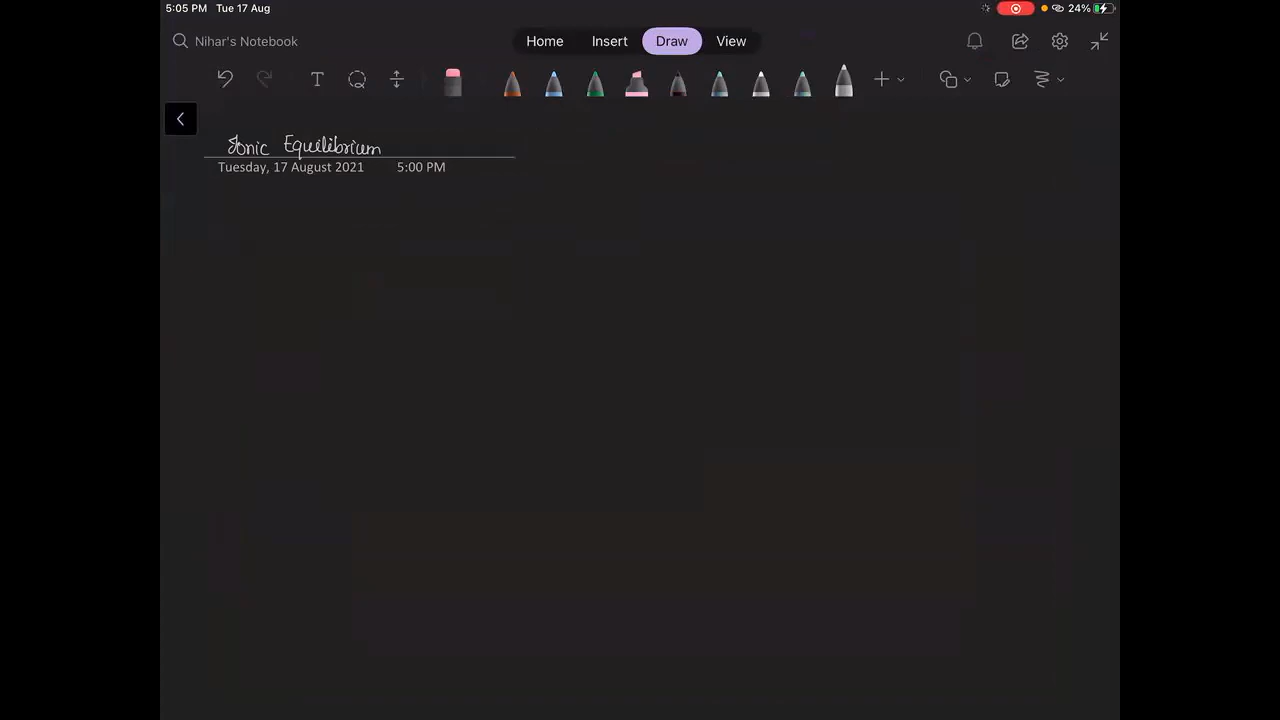 5:05 PM Tue 17 Aug 24%
Nihar's Notebook Home Insert Draw View
T
Ionic Equilibrium
Tuesday, 17 August 2021 5:00 PM